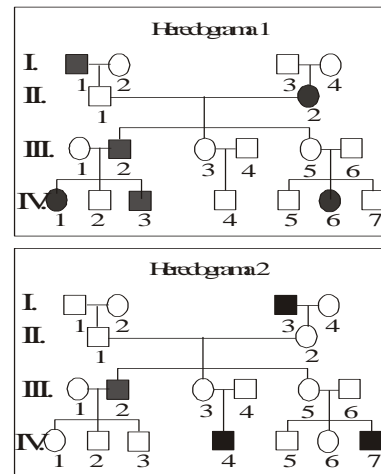 Heredograma 1
I.
1 2 3 4
II.
1 2
III.
1 2 3 4 5 6
IV.
1 2 3 4 5 6 7
Heredograma 2
I.
1 2 3 4
II.
1 2
III.
1 2 3 4 5 6
IV.
1 2 3 4 5 6 7